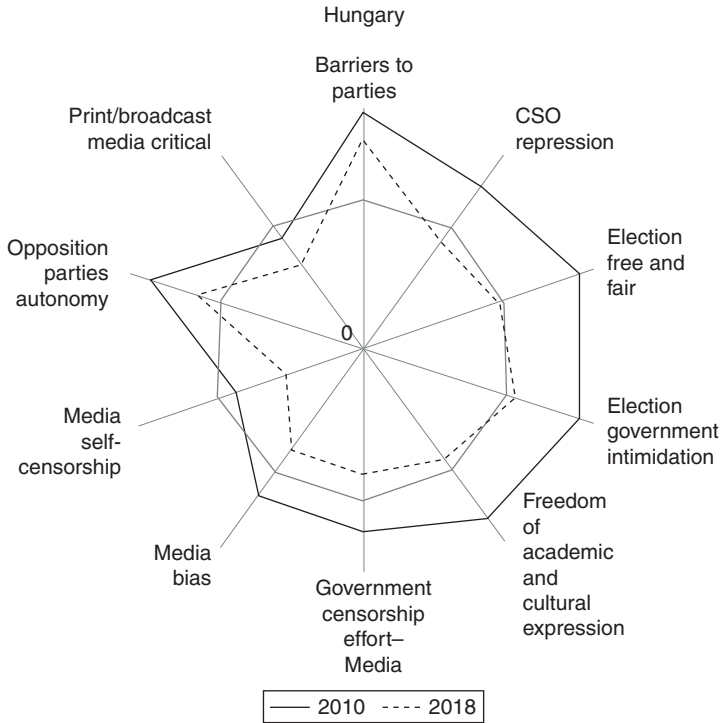 Hungary
Barriers to
parties
Print/broadcast
media critical
CSO
repression
Opposition
parties
autonomy
Election
free and
fair
0
Media
self-
censorship
Election
government
intimidation
Media
bias
Government
censorship
effort–
Media
Freedom
of
academic
and
cultural
expression
2010
2018